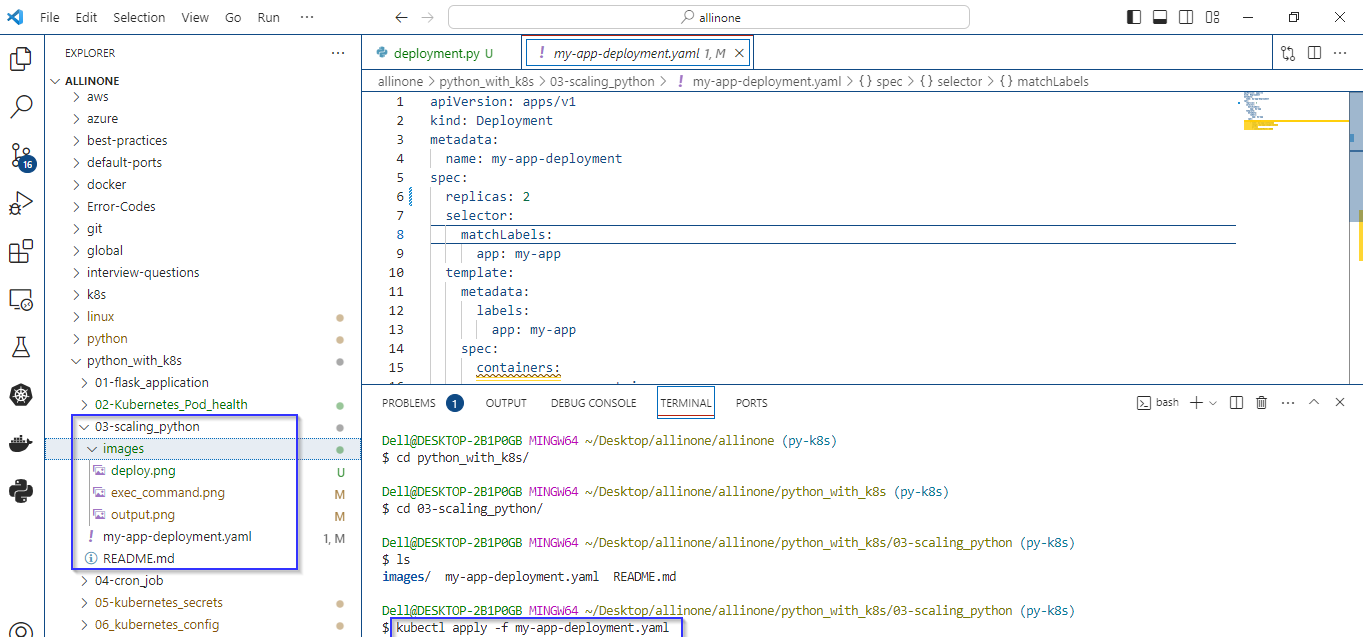 File Edit Selection View Go Run ··· allinone
EXPLORER ···
ALLINONE
aws
azure
best-practices
default-ports
docker
Error-Codes
git
global
interview-questions
k8s
linux
python
python_with_k8s
01-flask_application
02-Kubernetes_Pod_health
03-scaling_python
images
deploy.png U
exec_command.png M
output.png M
! my-app-deployment.yaml 1, M
README.md
04-cron_job
05-kubernetes_secrets
06_kubernetes_config
16
deployment.py U ! my-app-deployment.yaml 1, M
allinone > python_with_k8s > 03-scaling_python > ! my-app-deployment.yaml > {} spec > {} selector > {} matchLabels
1 apiVersion: apps/v1
2 kind: Deployment
3 metadata:
4 name: my-app-deployment
5 spec:
6 replicas: 2
7 selector:
8 matchLabels:
9 app: my-app
10 template:
11 metadata:
12 labels:
13 app: my-app
14 spec:
15 containers:
PROBLEMS 1 OUTPUT DEBUG CONSOLE TERMINAL PORTS bash
Dell@DESKTOP-2B1P0GB MINGW64 ~/Desktop/allinone/allinone (py-k8s)
$ cd python_with_k8s/
Dell@DESKTOP-2B1P0GB MINGW64 ~/Desktop/allinone/allinone/python_with_k8s (py-k8s)
$ cd 03-scaling_python/
Dell@DESKTOP-2B1P0GB MINGW64 ~/Desktop/allinone/allinone/python_with_k8s/03-scaling_python (py-k8s)
$ ls
images/ my-app-deployment.yaml README.md
Dell@DESKTOP-2B1P0GB MINGW64 ~/Desktop/allinone/allinone/python_with_k8s/03-scaling_python (py-k8s)
$ kubectl apply -f my-app-deployment.yaml